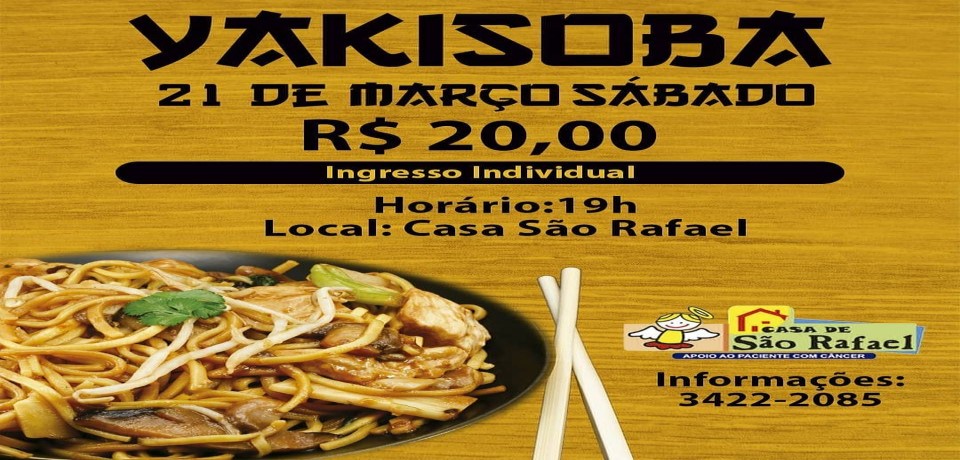 YAKISOBA
21 DE MARÇO SÁBADO
R$ 20,00
Ingresso Individual
Horário:19h
Local: Casa São Rafael
CASA DE
São Rafael
APOIO AO PACIENTE COM CÂNCER
Informações:
3422-2085